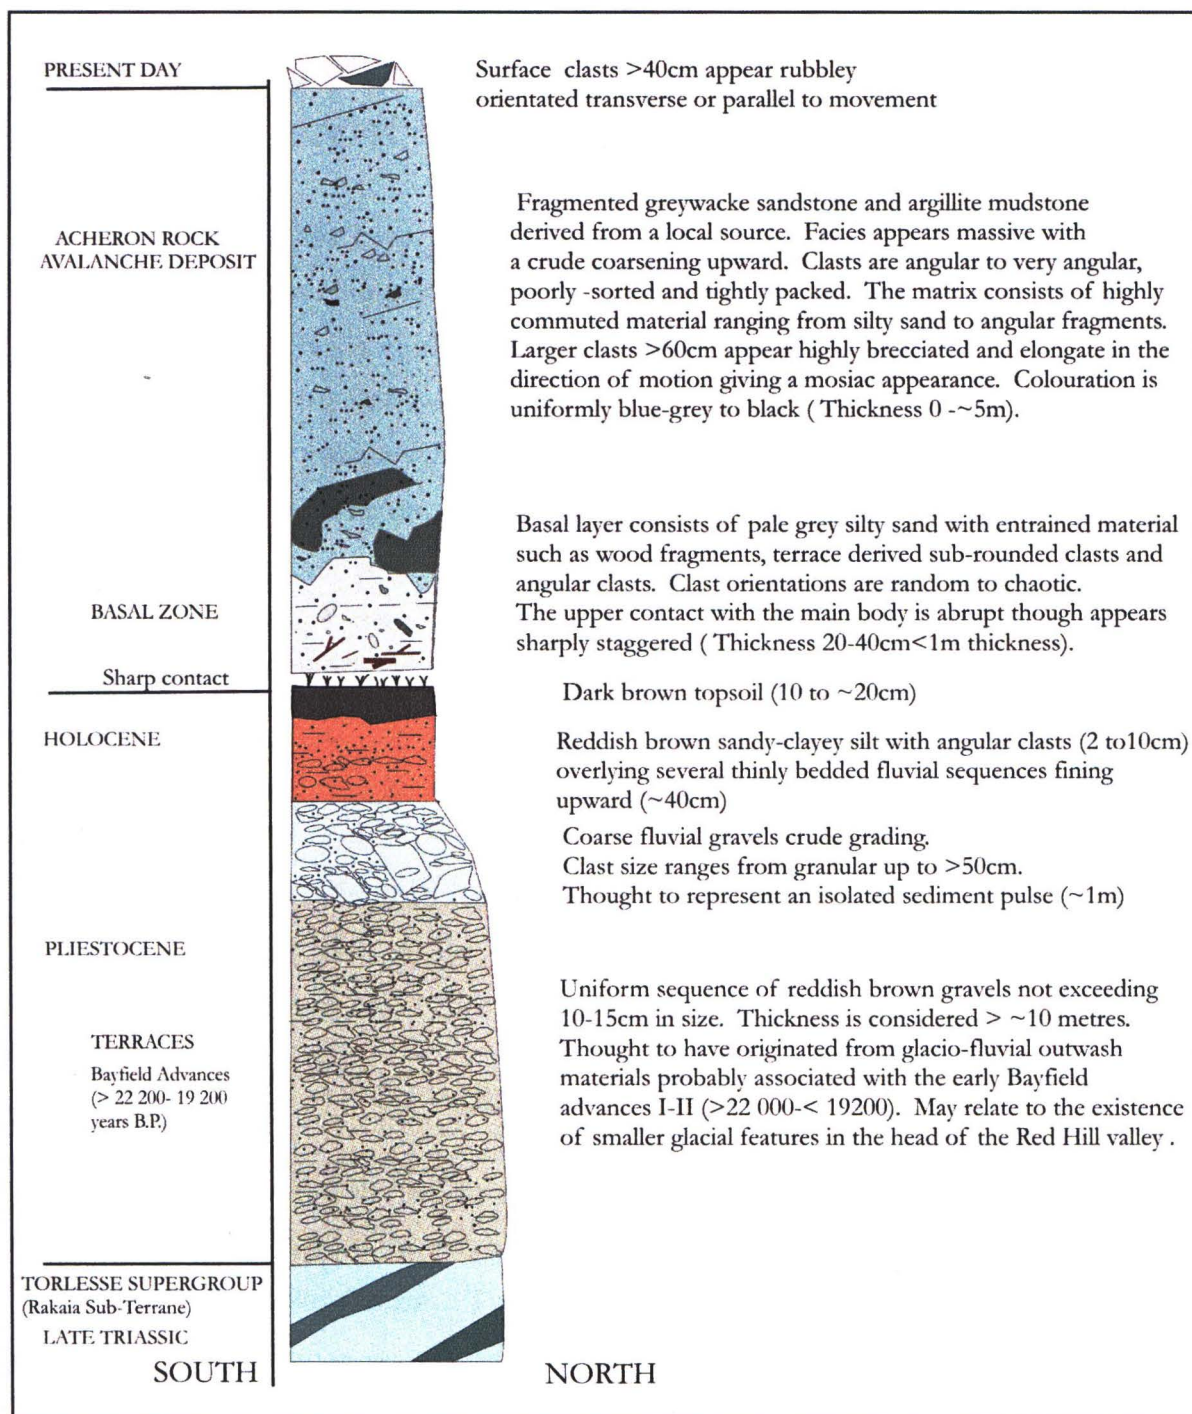 PRESENT DAY
Surface clasts >40cm appear rubbley
orientated transverse or parallel to movement
ACHERON ROCK
AVALANCHE DEPOSIT
Fragmented greywacke sandstone and argillite mudstone
derived from a local source. Facies appears massive with
a crude coarsening upward. Clasts are angular to very angular,
poorly -sorted and tightly packed. The matrix consists of highly
commuted material ranging from silty sand to angular fragments.
Larger clasts >60cm appear highly brecciated and elongate in the
direction of motion giving a mosiac appearance. Colouration is
uniformly blue-grey to black ( Thickness 0 -~5m).
BASAL ZONE
Basal layer consists of pale grey silty sand with entrained material
such as wood fragments, terrace derived sub-rounded clasts and
angular clasts. Clast orientations are random to chaotic.
The upper contact with the main body is abrupt though appears
sharply staggered ( Thickness 20-40cm<1m thickness).
Sharp contact
Dark brown topsoil (10 to ~20cm)
HOLOCENE
Reddish brown sandy-clayey silt with angular clasts (2 to10cm)
overlying several thinly bedded fluvial sequences fining
upward (~40cm)
Coarse fluvial gravels crude grading.
Clast size ranges from granular up to >50cm.
Thought to represent an isolated sediment pulse (~1m)
PLIESTOCENE
TERRACES
Bayfield Advances
(> 22 200- 19 200
years B.P.)
Uniform sequence of reddish brown gravels not exceeding
10-15cm in size. Thickness is considered > ~10 metres.
Thought to have originated from glacio-fluvial outwash
materials probably associated with the early Bayfield
advances I-II (>22 000-< 19200). May relate to the existence
of smaller glacial features in the head of the Red Hill valley .
TORLESSE SUPERGROUP
(Rakaia Sub-Terrane)
LATE TRIASSIC
SOUTH
NORTH